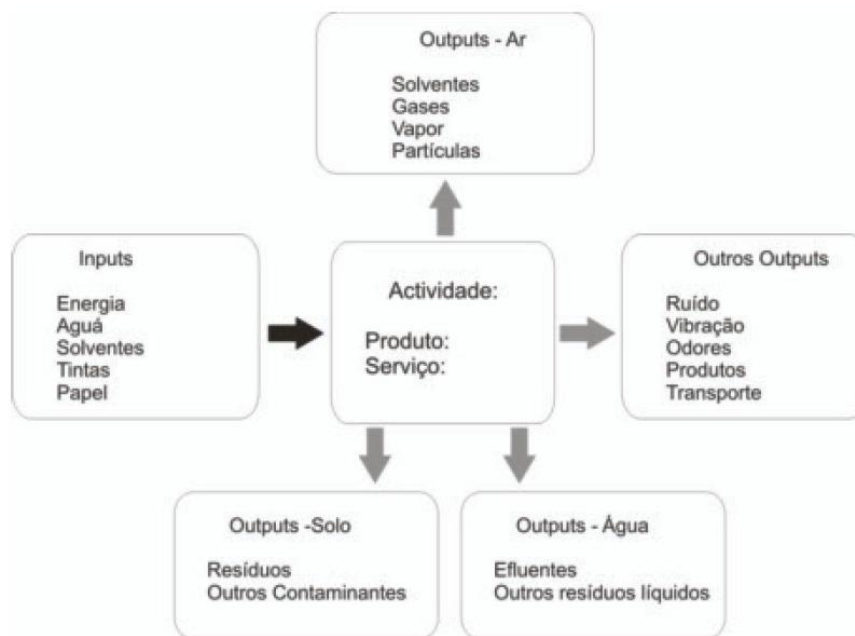 Outputs - Ar
Solventes
Gases
Vapor
Partículas
Inputs
Energia
Aguá
Solventes
Tintas
Papel
Actividade:
Produto:
Serviço:
Outros Outputs
Ruído
Vibração
Odores
Produtos
Transporte
Outputs -Solo
Resíduos
Outros Contaminantes
Outputs - Água
Efluentes
Outros resíduos líquidos